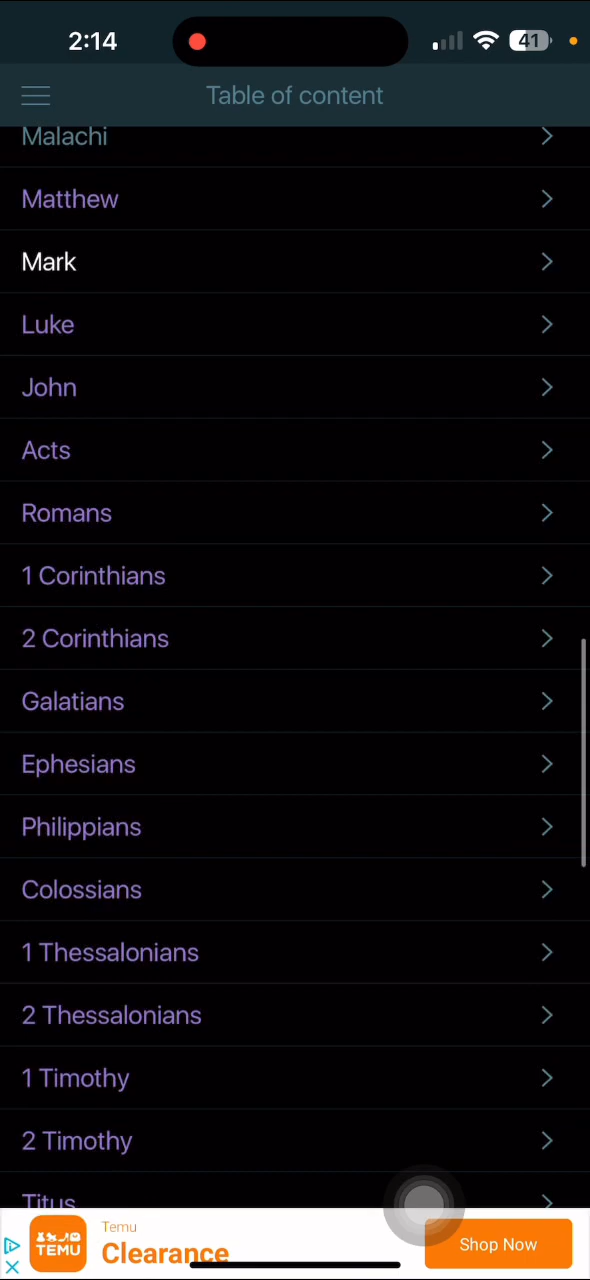 2:14
41
Table of content
Malachi
Matthew
Mark
Luke
John
Acts
Romans
1 Corinthians
2 Corinthians
Galatians
Ephesians
Philippians
Colossians
1 Thessalonians
2 Thessalonians
1 Timothy
2 Timothy
Titus
Temu
TEMU
Clearance
Shop Now